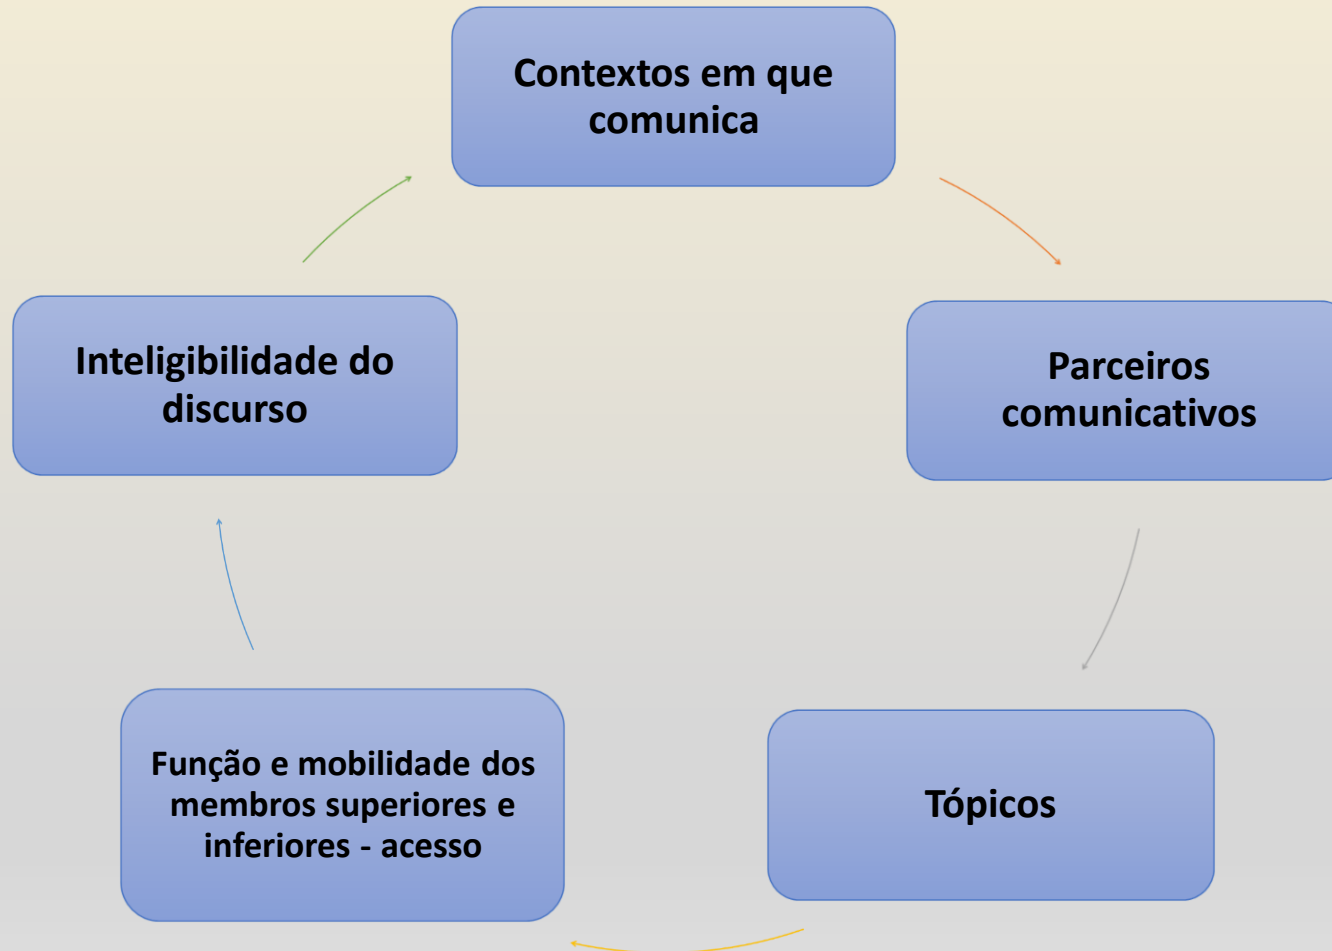 Contextos em que
comunica
Parceiros
comunicativos
Tópicos
Função e mobilidade dos
membros superiores e
inferiores - acesso
Inteligibilidade do
discurso